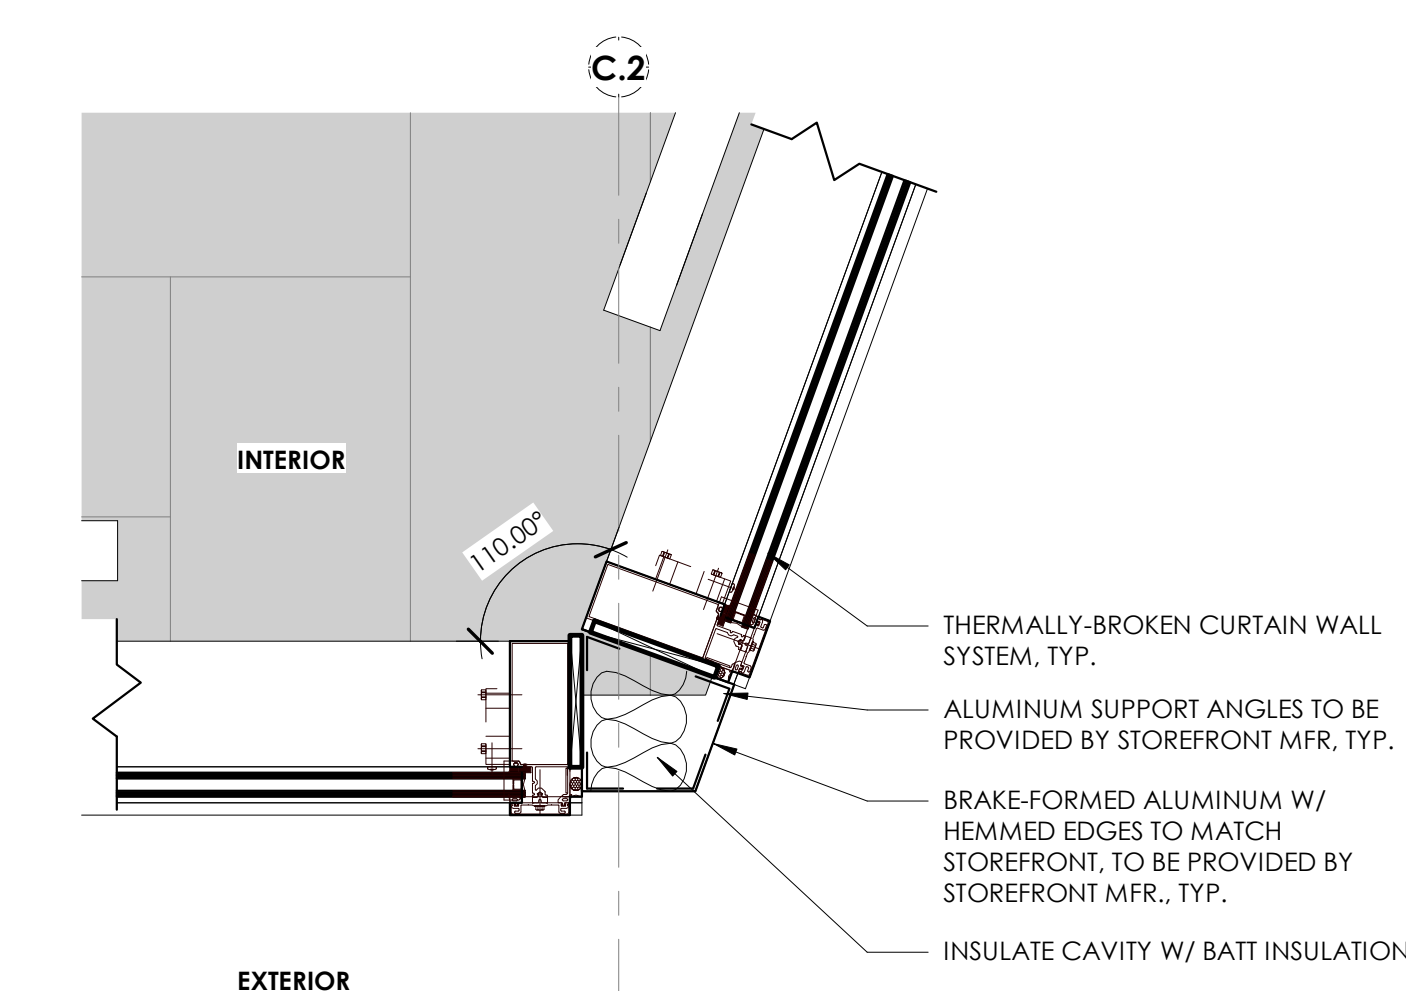 C.2
INTERIOR
110.00°
THERMALLY-BROKEN CURTAIN WALL
SYSTEM, TYP.
ALUMINUM SUPPORT ANGLES TO BE
PROVIDED BY STOREFRONT MFR, TYP.
BRAKE-FORMED ALUMINUM W/
HEMMED EDGES TO MATCH
STOREFRONT, TO BE PROVIDED BY
STOREFRONT MFR., TYP.
INSULATE CAVITY W/ BATT INSULATION
EXTERIOR